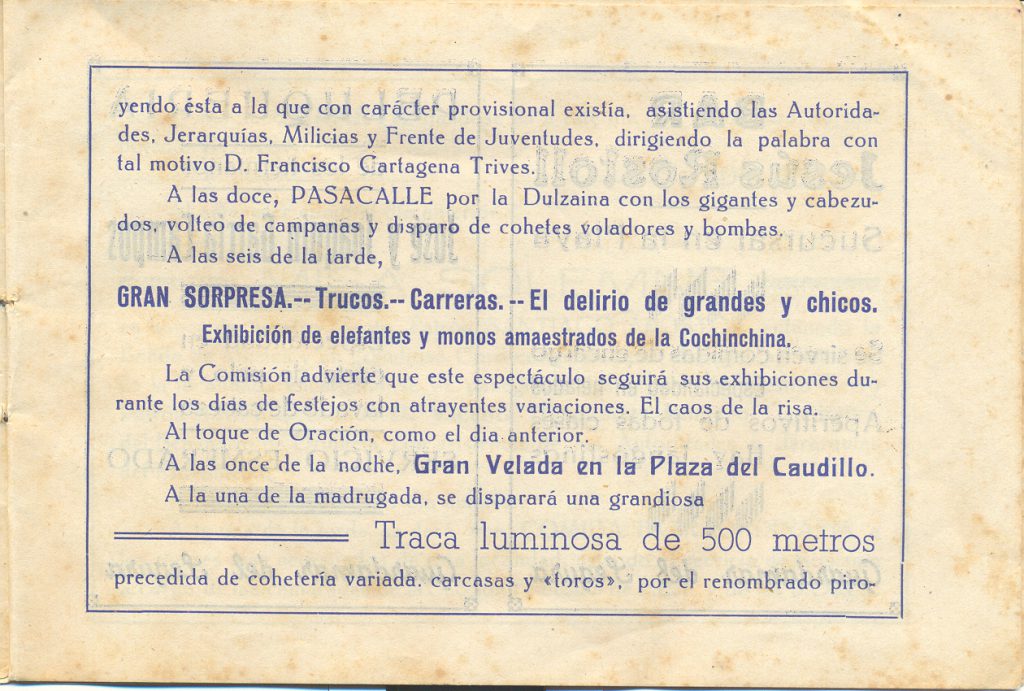 yendo ésta a la que con carácter provisional existía, asistiendo las Autorida-
des, Jerarquías, Milicias y Frente de Juventudes, dirigiendo la palabra con
tal motivo D. Francisco Cartagena Trives.
A las doce, PASACALLE por la Dulzaina con los gigantes y cabezu-
dos, volteo de campanas y disparo de cohetes voladores y bombas.
A las seis de la tarde,
GRAN SORPRESA.--Trucos.--Carreras.--El delirio de grandes y chicos.
Exhibición de elefantes y monos amaestrados de la Cochinchina.
La Comisión advierte que este espectáculo seguirá sus exhibiciones du-
rante los días de festejos con atrayentes variaciones. El caos de la risa.
Al toque de Oración, como el dia anterior.
A las once de la noche, Gran Velada en la Plaza del Caudillo.
A la una de la madrugada, se disparará una grandiosa
Traca luminosa de 500 metros
precedida de cohetería variada, carcasas y «toros», por el renombrado piro-